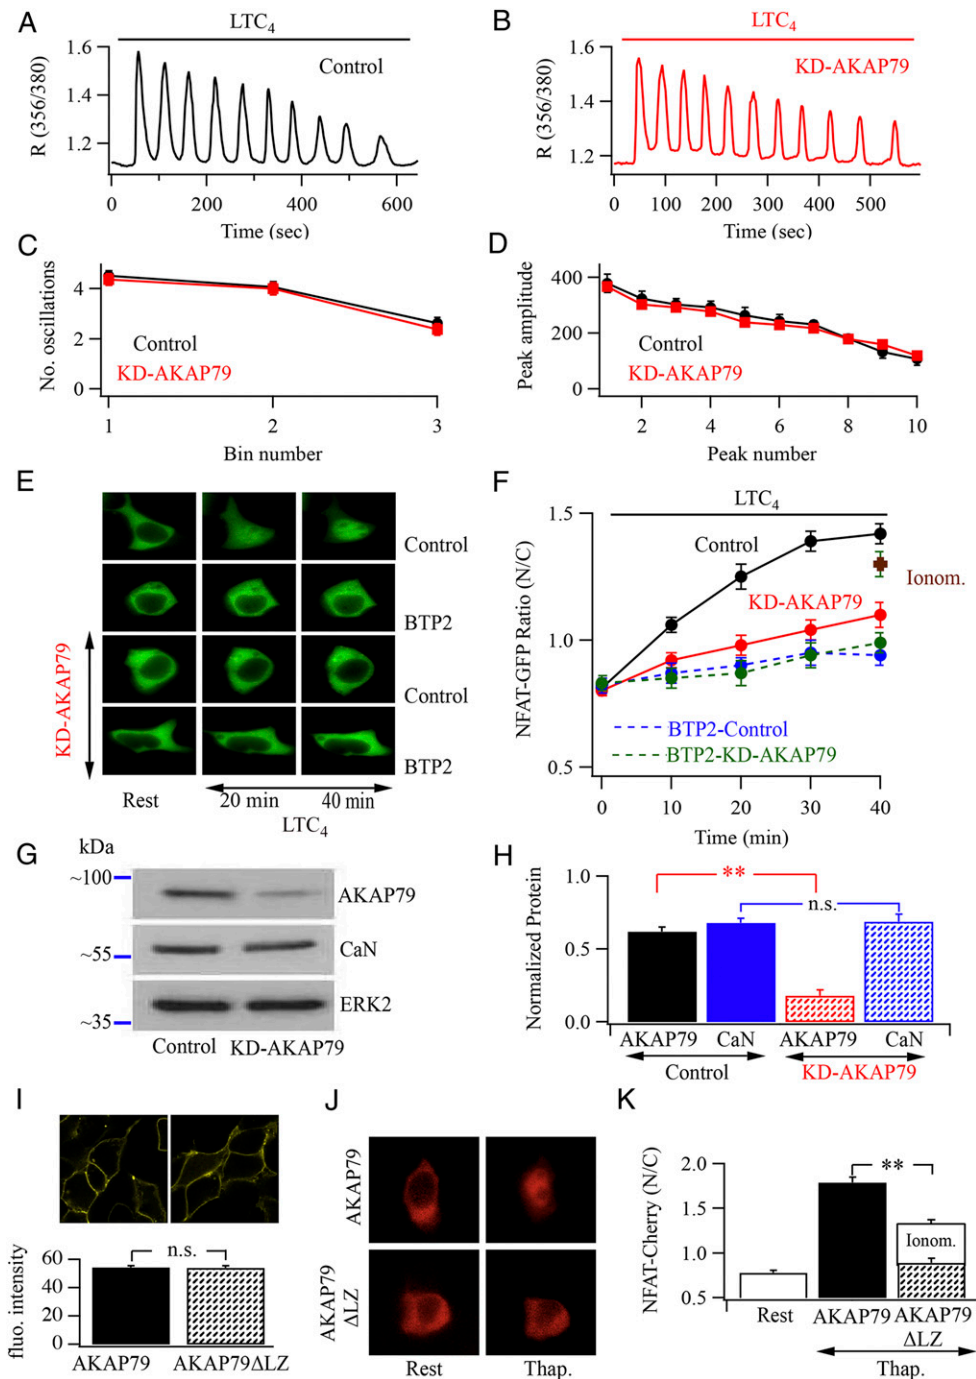 A
LTC4
Control
R (356/380)
1.6
1.4
1.2
0
200
400
600
Time (sec)
B
LTC4
KD-AKAP79
R (356/380)
1.6
1.4
1.2
0
100
200
300
400
500
Time (sec)
C
No. oscillations
4
2
0
Control
KD-AKAP79
1
2
3
Bin number
D
Peak amplitude
400
200
0
Control
KD-AKAP79
2
4
6
8
10
Peak number
E
Control
BTP2
KD-AKAP79
Control
BTP2
Rest
20 min
40 min
LTC4
F
LTC4
NFAT-GFP Ratio (N/C)
1.5
1.0
0.5
Control
Ionom.
KD-AKAP79
BTP2-Control
BTP2-KD-AKAP79
0
10
20
30
40
Time (min)
G
kDa
~100
AKAP79
CaN
~55
ERK2
~35
Control
KD-AKAP79
H
Normalized Protein
1.0
0.5
0.0
**
n.s.
AKAP79
CaN
AKAP79
CaN
Control
KD-AKAP79
I
fluo. intensity
60
40
20
0
n.s.
AKAP79
AKAP79ΔLZ
J
AKAP79
AKAP79
ΔLZ
Rest
Thap.
K
NFAT-Cherry (N/C)
2.0
1.5
1.0
0.5
**
Ionom.
Rest
AKAP79
AKAP79
ΔLZ
Thap.